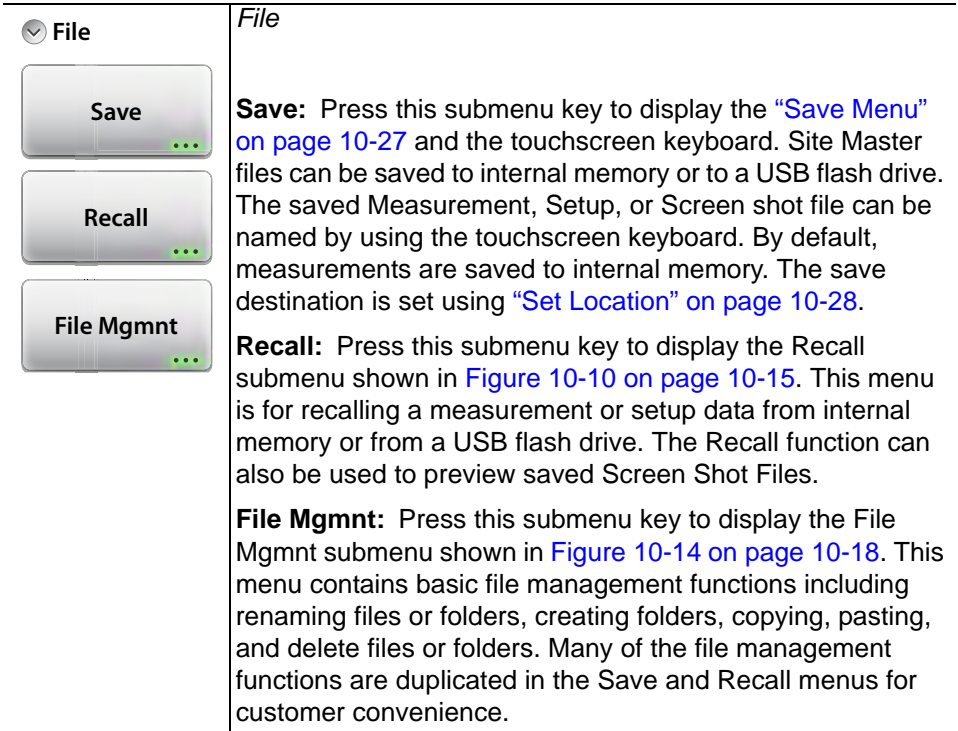 File
Save
Recall
File Mgmnt
File
Save: Press this submenu key to display the “Save Menu”
on page 10-27 and the touchscreen keyboard. Site Master
files can be saved to internal memory or to a USB flash drive.
The saved Measurement, Setup, or Screen shot file can be
named by using the touchscreen keyboard. By default,
measurements are saved to internal memory. The save
destination is set using “Set Location” on page 10-28.
Recall: Press this submenu key to display the Recall
submenu shown in Figure 10-10 on page 10-15. This menu
is for recalling a measurement or setup data from internal
memory or from a USB flash drive. The Recall function can
also be used to preview saved Screen Shot Files.
File Mgmnt: Press this submenu key to display the File
Mgmnt submenu shown in Figure 10-14 on page 10-18. This
menu contains basic file management functions including
renaming files or folders, creating folders, copying, pasting,
and delete files or folders. Many of the file management
functions are duplicated in the Save and Recall menus for
customer convenience.